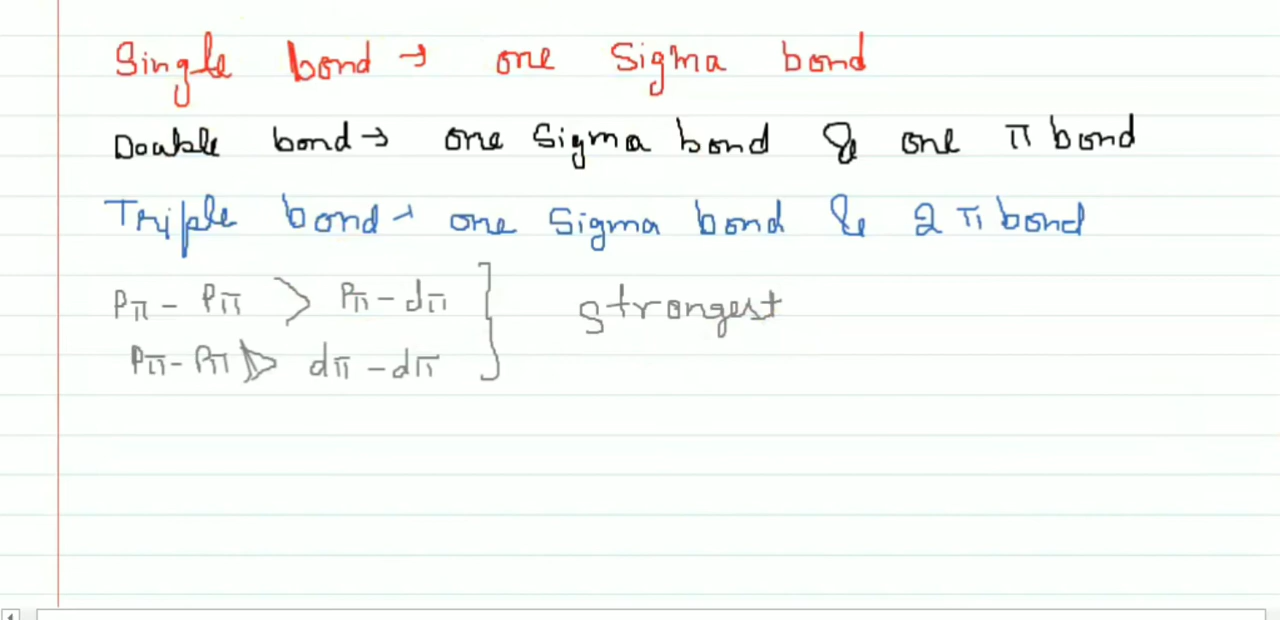 Single bond → one Sigma bond
Double bond → one Sigma bond & one π bond
Triple bond → one Sigma bond & 2 π bond
Pπ - Pπ > Pπ - dπ
Pπ - Pπ > dπ - dπ ] strongest